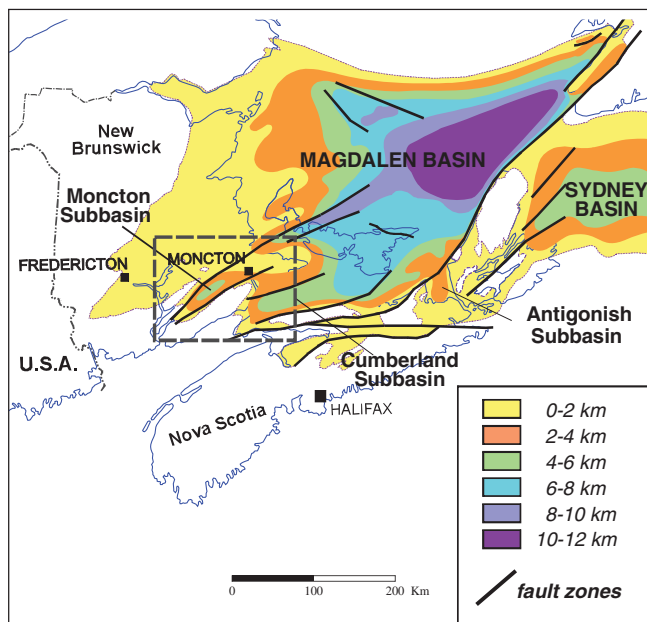 New
Brunswick
MAGDALEN BASIN
Moncton
Subbasin
SYDNEY
BASIN
MONCTON
FREDERICTON
Antigonish
Subbasin
U.S.A.
Cumberland
Subbasin
Nova Scotia
HALIFAX
0-2 km
2-4 km
4-6 km
6-8 km
8-10 km
10-12 km
fault zones
0 100 200 Km